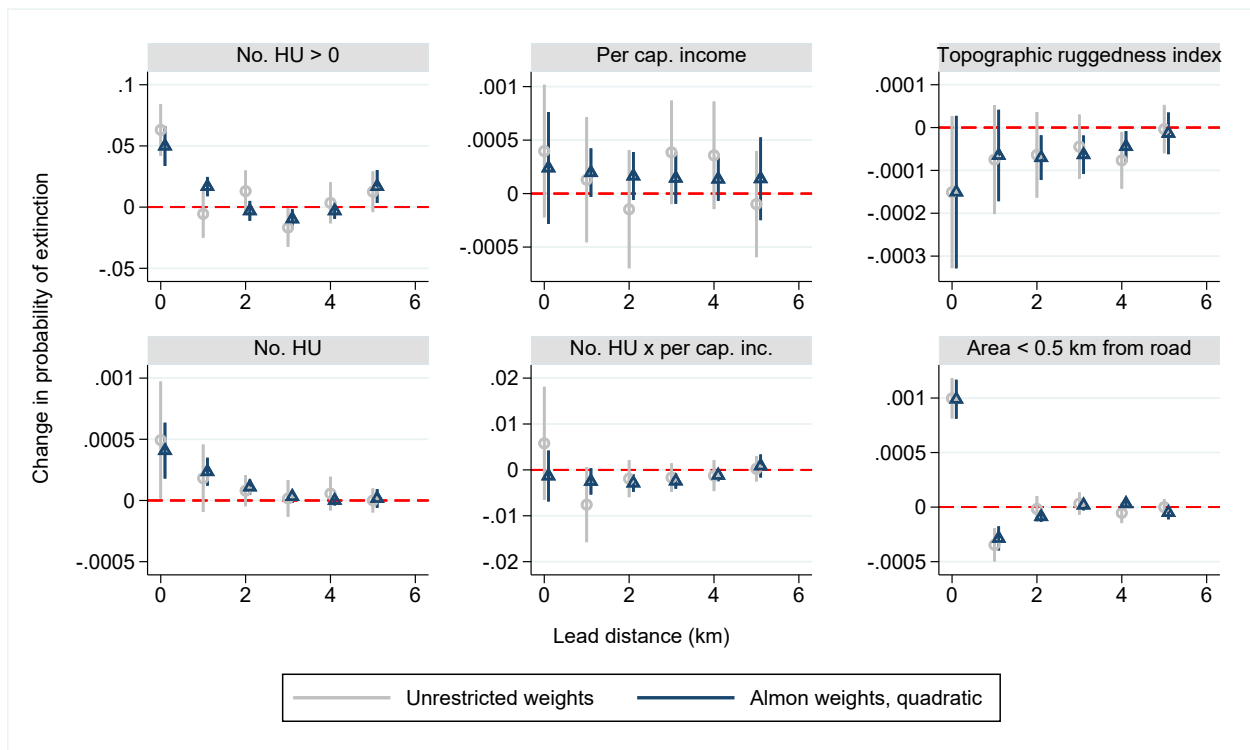 No. HU > 0
Per cap. income
Topographic ruggedness index
.1
.05
0
-.05
0 2 4 6
.001
.0005
0
-.0005
0 2 4 6
.0001
0
-.0001
-.0002
-.0003
0 2 4 6
Change in probability of extinction
No. HU
No. HU x per cap. inc.
Area < 0.5 km from road
.001
.0005
0
-.0005
0 2 4 6
.02
.01
0
-.01
-.02
0 2 4 6
.001
.0005
0
-.0005
0 2 4 6
Lead distance (km)
Unrestricted weights
Almon weights, quadratic